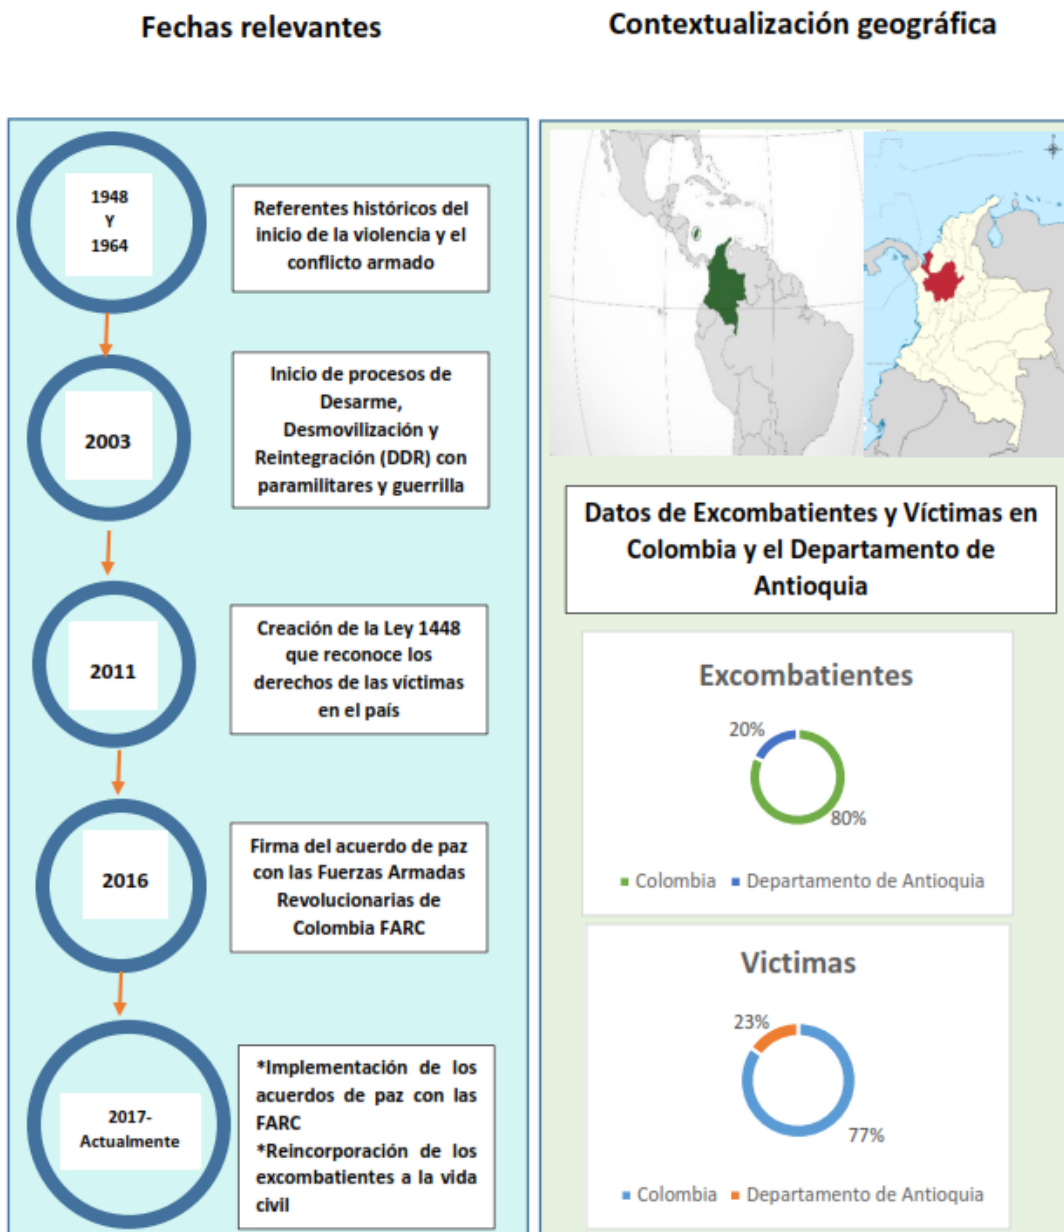 Fechas relevantes
1948
Y
1964
Referentes históricos del
inicio de la violencia y el
conflicto armado
2003
Inicio de procesos de
Desarme,
Desmovilización y
Reintegración (DDR) con
paramilitares y guerrilla
2011
Creación de la Ley 1448
que reconoce los
derechos de las víctimas
en el país
2016
Firma del acuerdo de paz
con las Fuerzas Armadas
Revolucionarias de
Colombia FARC
2017-
Actualmente
*Implementación de los
acuerdos de paz con las
FARC
*Reincorporación de los
excombatientes a la vida
civil
Contextualización geográfica
Datos de Excombatientes y Víctimas en
Colombia y el Departamento de
Antioquia
Excombatientes
20%
80%
Colombia Departamento de Antioquia
Victimas
23%
77%
Colombia Departamento de Antioquia